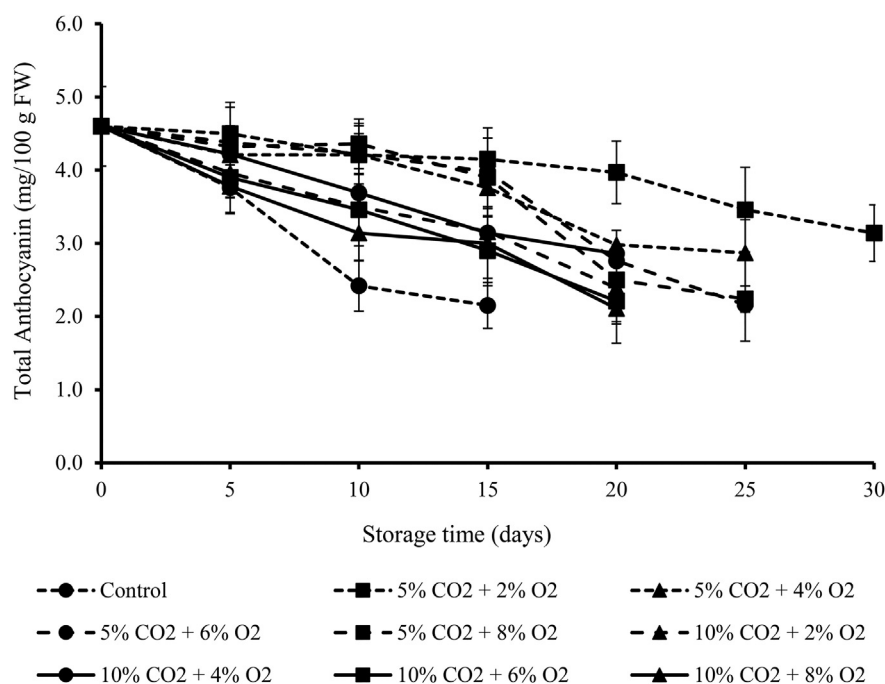 Total Anthocyanin (mg/100 g FW)
6.0
5.0
4.0
3.0
2.0
1.0
0.0
0 5 10 15 20 25 30
Storage time (days)
Control 5% CO2 + 2% O2 5% CO2 + 4% O2
5% CO2 + 6% O2 5% CO2 + 8% O2 10% CO2 + 2% O2
10% CO2 + 4% O2 10% CO2 + 6% O2 10% CO2 + 8% O2